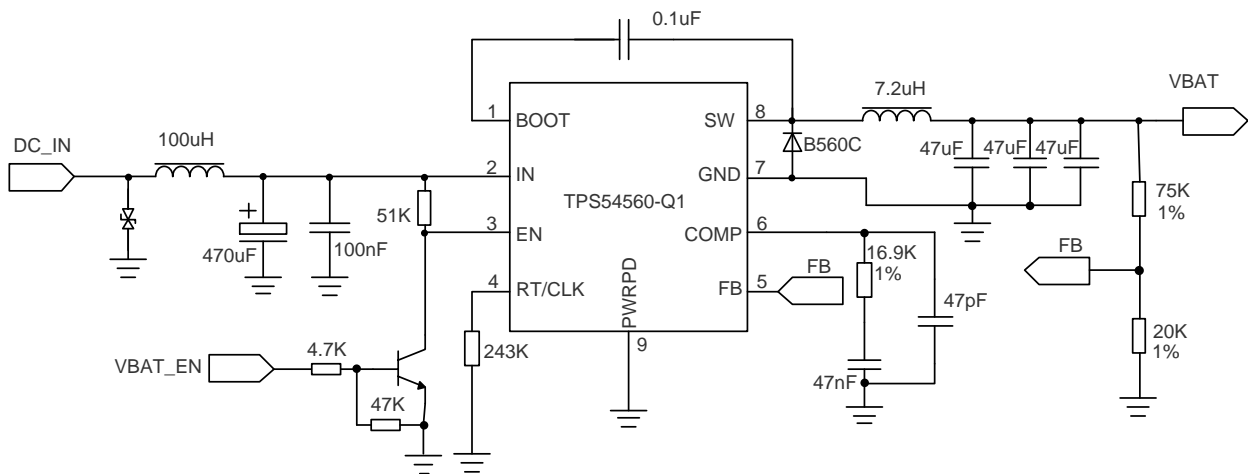 0.1uF
VBAT
7.2uH
1
BOOT
SW
8
DC_IN
100uH
B560C
47uF
47uF
47uF
2
IN
GND
7
75K
1%
51K
TPS54560-Q1
+
470uF
100nF
3
EN
COMP
6
16.9K
1%
FB
FB
4
RT/CLK
FB
5
47pF
PWRPD
9
20K
1%
243K
VBAT_EN
4.7K
47nF
47K